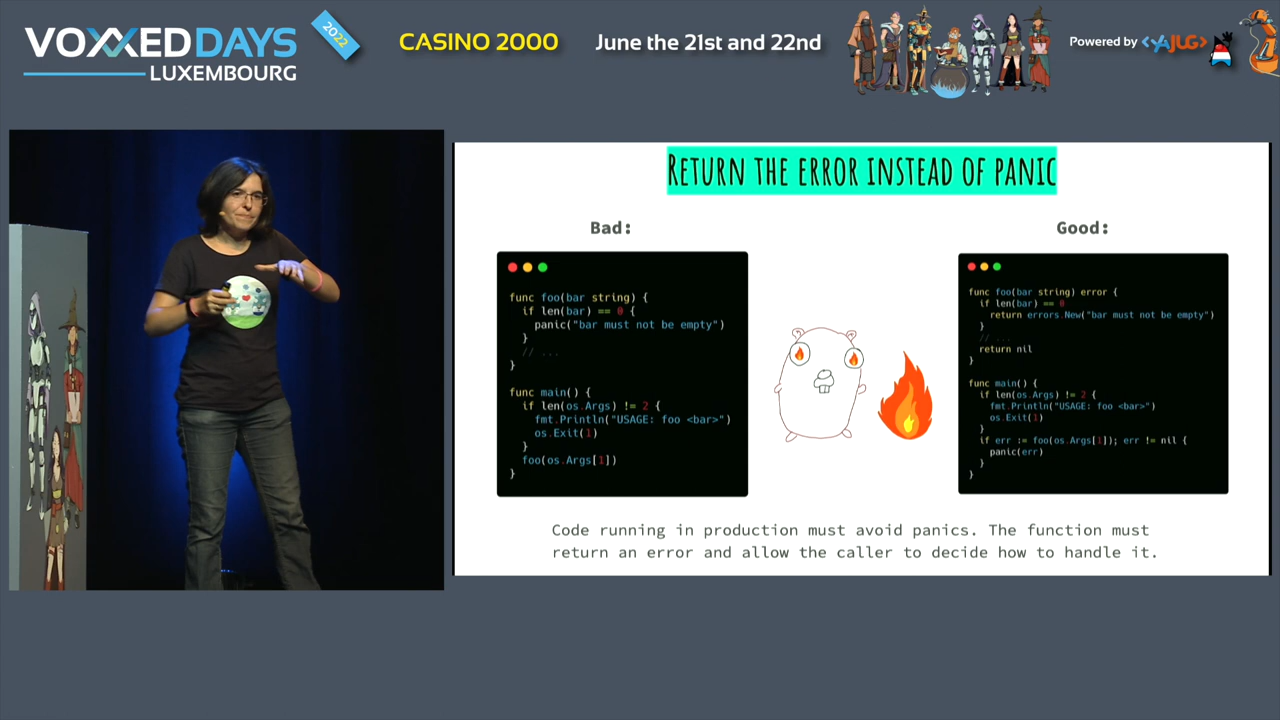 VOXXED DAYS
LUXEMBOURG
2022
CASINO 2000
June the 21st and 22nd
Powered by <YAJUG>
RETURN THE ERROR INSTEAD OF PANIC
Bad:
func foo(bar string) {
  if len(bar) == 0 {
    panic("bar must not be empty")
  }
  // ...
}
func main() {
  if len(os.Args) != 2 {
    fmt.Println("USAGE: foo <bar>")
    os.Exit(1)
  }
  foo(os.Args[1])
}
Good:
func foo(bar string) error {
  if len(bar) == 0
    return errors.New("bar must not be empty")
  }
  // ...
  return nil
}
func main() {
  if len(os.Args) != 2 {
    fmt.Println("USAGE: foo <bar>")
    os.Exit(1)
  }
  if err := foo(os.Args[1]); err != nil {
    panic(err)
  }
}
Code running in production must avoid panics. The function must
return an error and allow the caller to decide how to handle it.